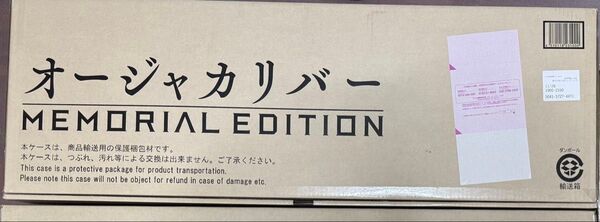 オージャカリバー
MEMORIAL EDITION
本ケースは、商品輸送用の保護梱包材です。
本ケースは、つぶれ、汚れ等による交換は出来ません。ご了承ください。
This case is a protective package for product transportation.
Please note this case will not be object for refund in case of damage etc.
ダンボール
輸送箱